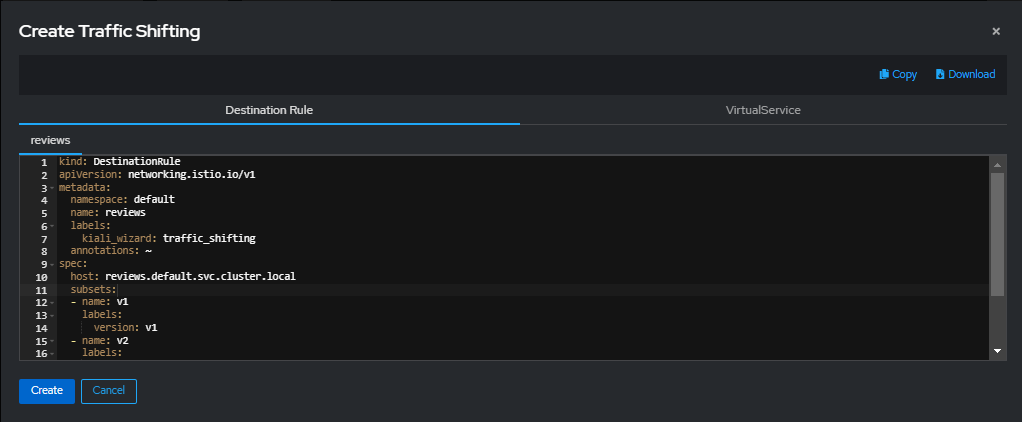 Create Traffic Shifting
×
Copy Download
Destination Rule VirtualService
reviews
1 kind: DestinationRule
2 apiVersion: networking.istio.io/v1
3 metadata:
4   namespace: default
5   name: reviews
6   labels:
7     kiali_wizard: traffic_shifting
8   annotations: ~
9 spec:
10   host: reviews.default.svc.cluster.local
11   subsets:
12   - name: v1
13     labels:
14       version: v1
15   - name: v2
16     labels:
Create Cancel